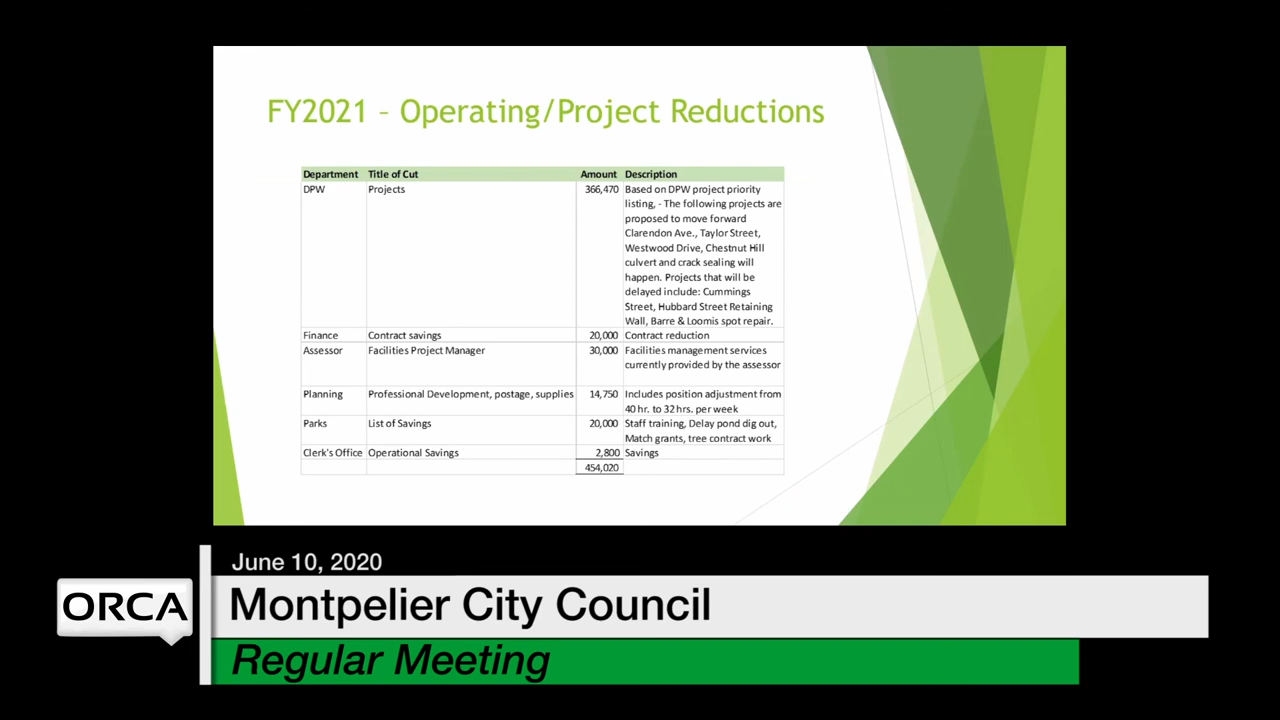 FY2021 – Operating/Project Reductions
Department Title of Cut Amount Description
DPW Projects 366,470 Based on DPW project priority
listing, - The following projects are
proposed to move forward
Clarendon Ave., Taylor Street,
Westwood Drive, Chestnut Hill
culvert and crack sealing will
happen. Projects that will be
delayed include: Cummings
Street, Hubbard Street Retaining
Wall, Barre & Loomis spot repair.
Finance Contract savings 20,000 Contract reduction
Assessor Facilities Project Manager 30,000 Facilities management services
currently provided by the assessor
Planning Professional Development, postage, supplies 14,750 Includes position adjustment from
40 hr. to 32 hrs. per week
Parks List of Savings 20,000 Staff training, Delay pond dig out,
Match grants, tree contract work
Clerk's Office Operational Savings 2,800 Savings
454,020
June 10, 2020
ORCA
Montpelier City Council
Regular Meeting